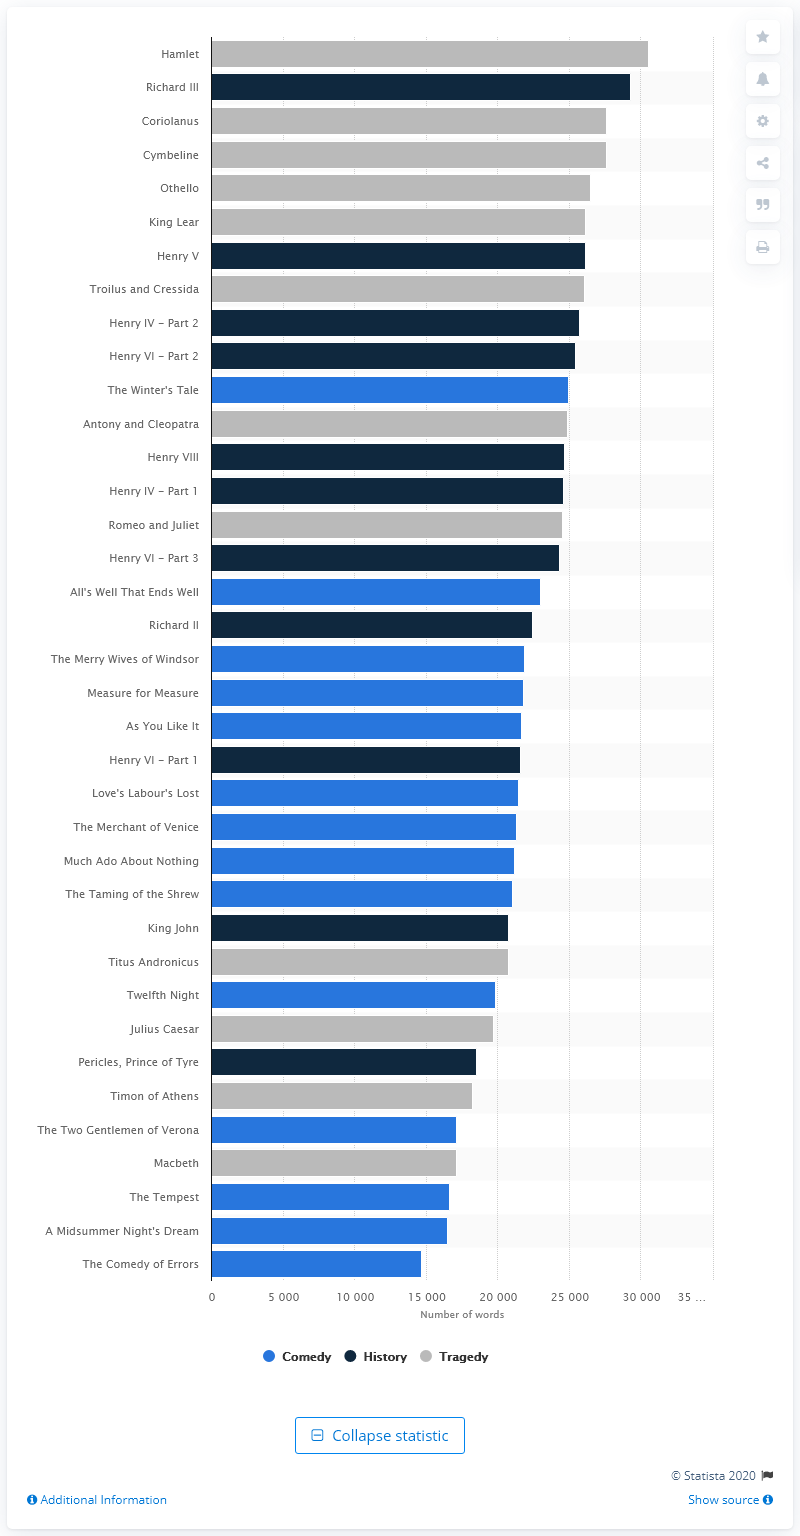 Hamlet
Richard III
Coriolanus
Cymbeline
Othello
King Lear
Henry V
Troilus and Cressida
Henry IV – Part 2
Henry VI – Part 2
The Winter's Tale
Antony and Cleopatra
Henry VIII
Henry IV – Part 1
Romeo and Juliet
Henry VI – Part 3
All's Well That Ends Well
Richard II
The Merry Wives of Windsor
Measure for Measure
As You Like It
Henry VI – Part 1
Love's Labour's Lost
The Merchant of Venice
Much Ado About Nothing
The Taming of the Shrew
King John
Titus Andronicus
Twelfth Night
Julius Caesar
Pericles, Prince of Tyre
Timon of Athens
The Two Gentlemen of Verona
Macbeth
The Tempest
A Midsummer Night's Dream
The Comedy of Errors
0 5 000 10 000 15 000 20 000 25 000 30 000 35 ...
Number of words
Comedy History Tragedy
Collapse statistic
© Statista 2020
Additional Information Show source